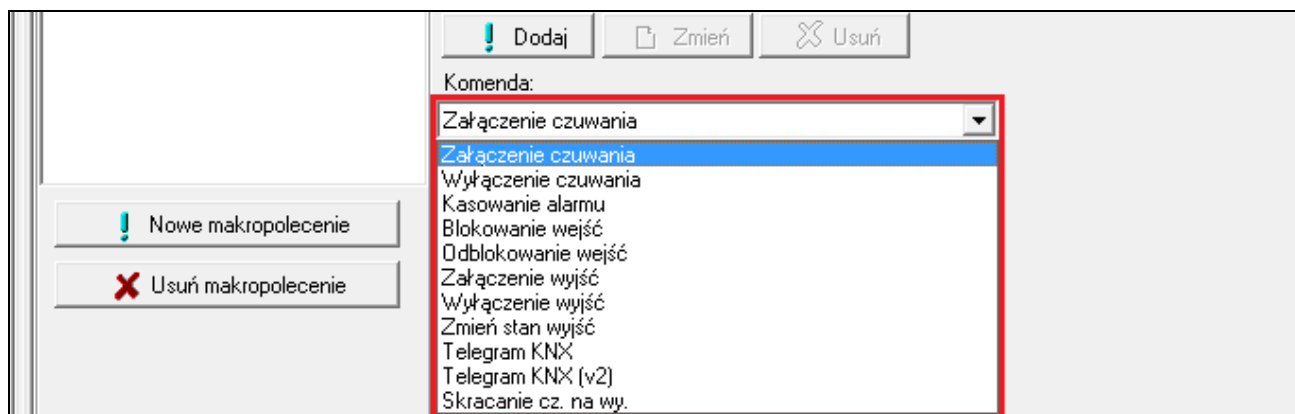 Dodaj Zmień Usuń
Komenda:
Załączenie czuwania
Załączenie czuwania
Wyłączenie czuwania
Kasowanie alarmu
Blokowanie wejść
Odblokowanie wejść
Załączenie wyjść
Wyłączenie wyjść
Zmień stan wyjść
Telegram KNX
Telegram KNX (v2)
Skracanie cz. na wy.
Nowe makropolecenie
Usuń makropolecenie